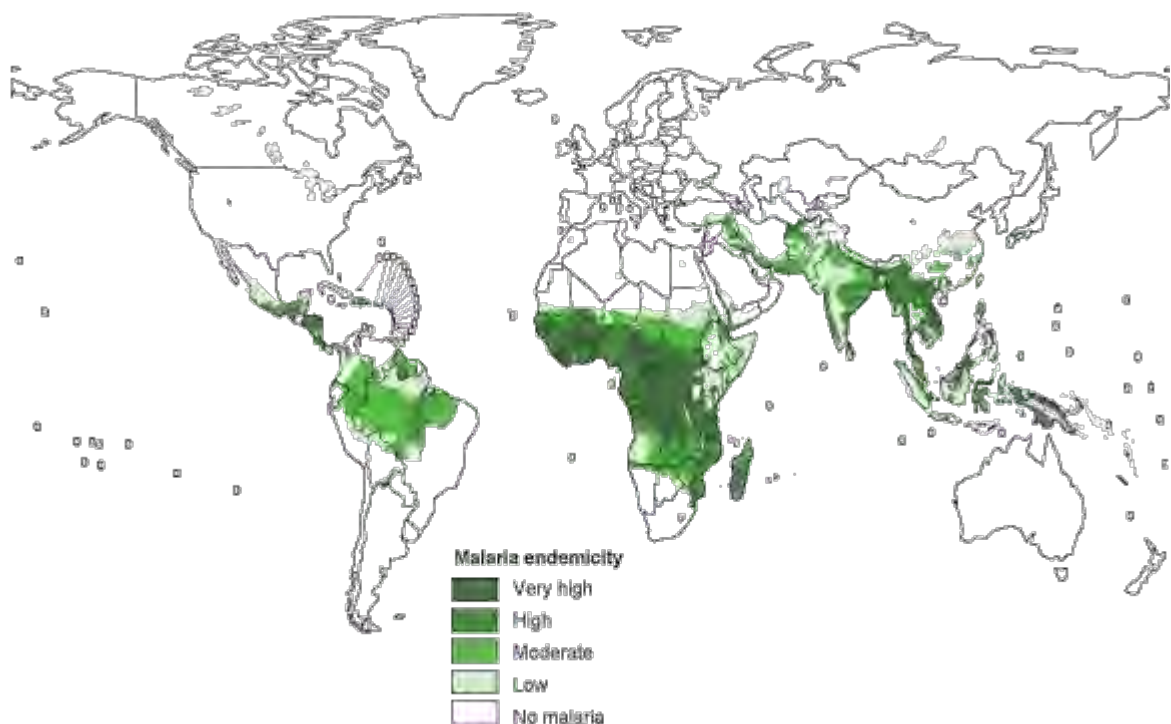 Malaria endemicity
Very high
High
Moderate
Low
No malaria